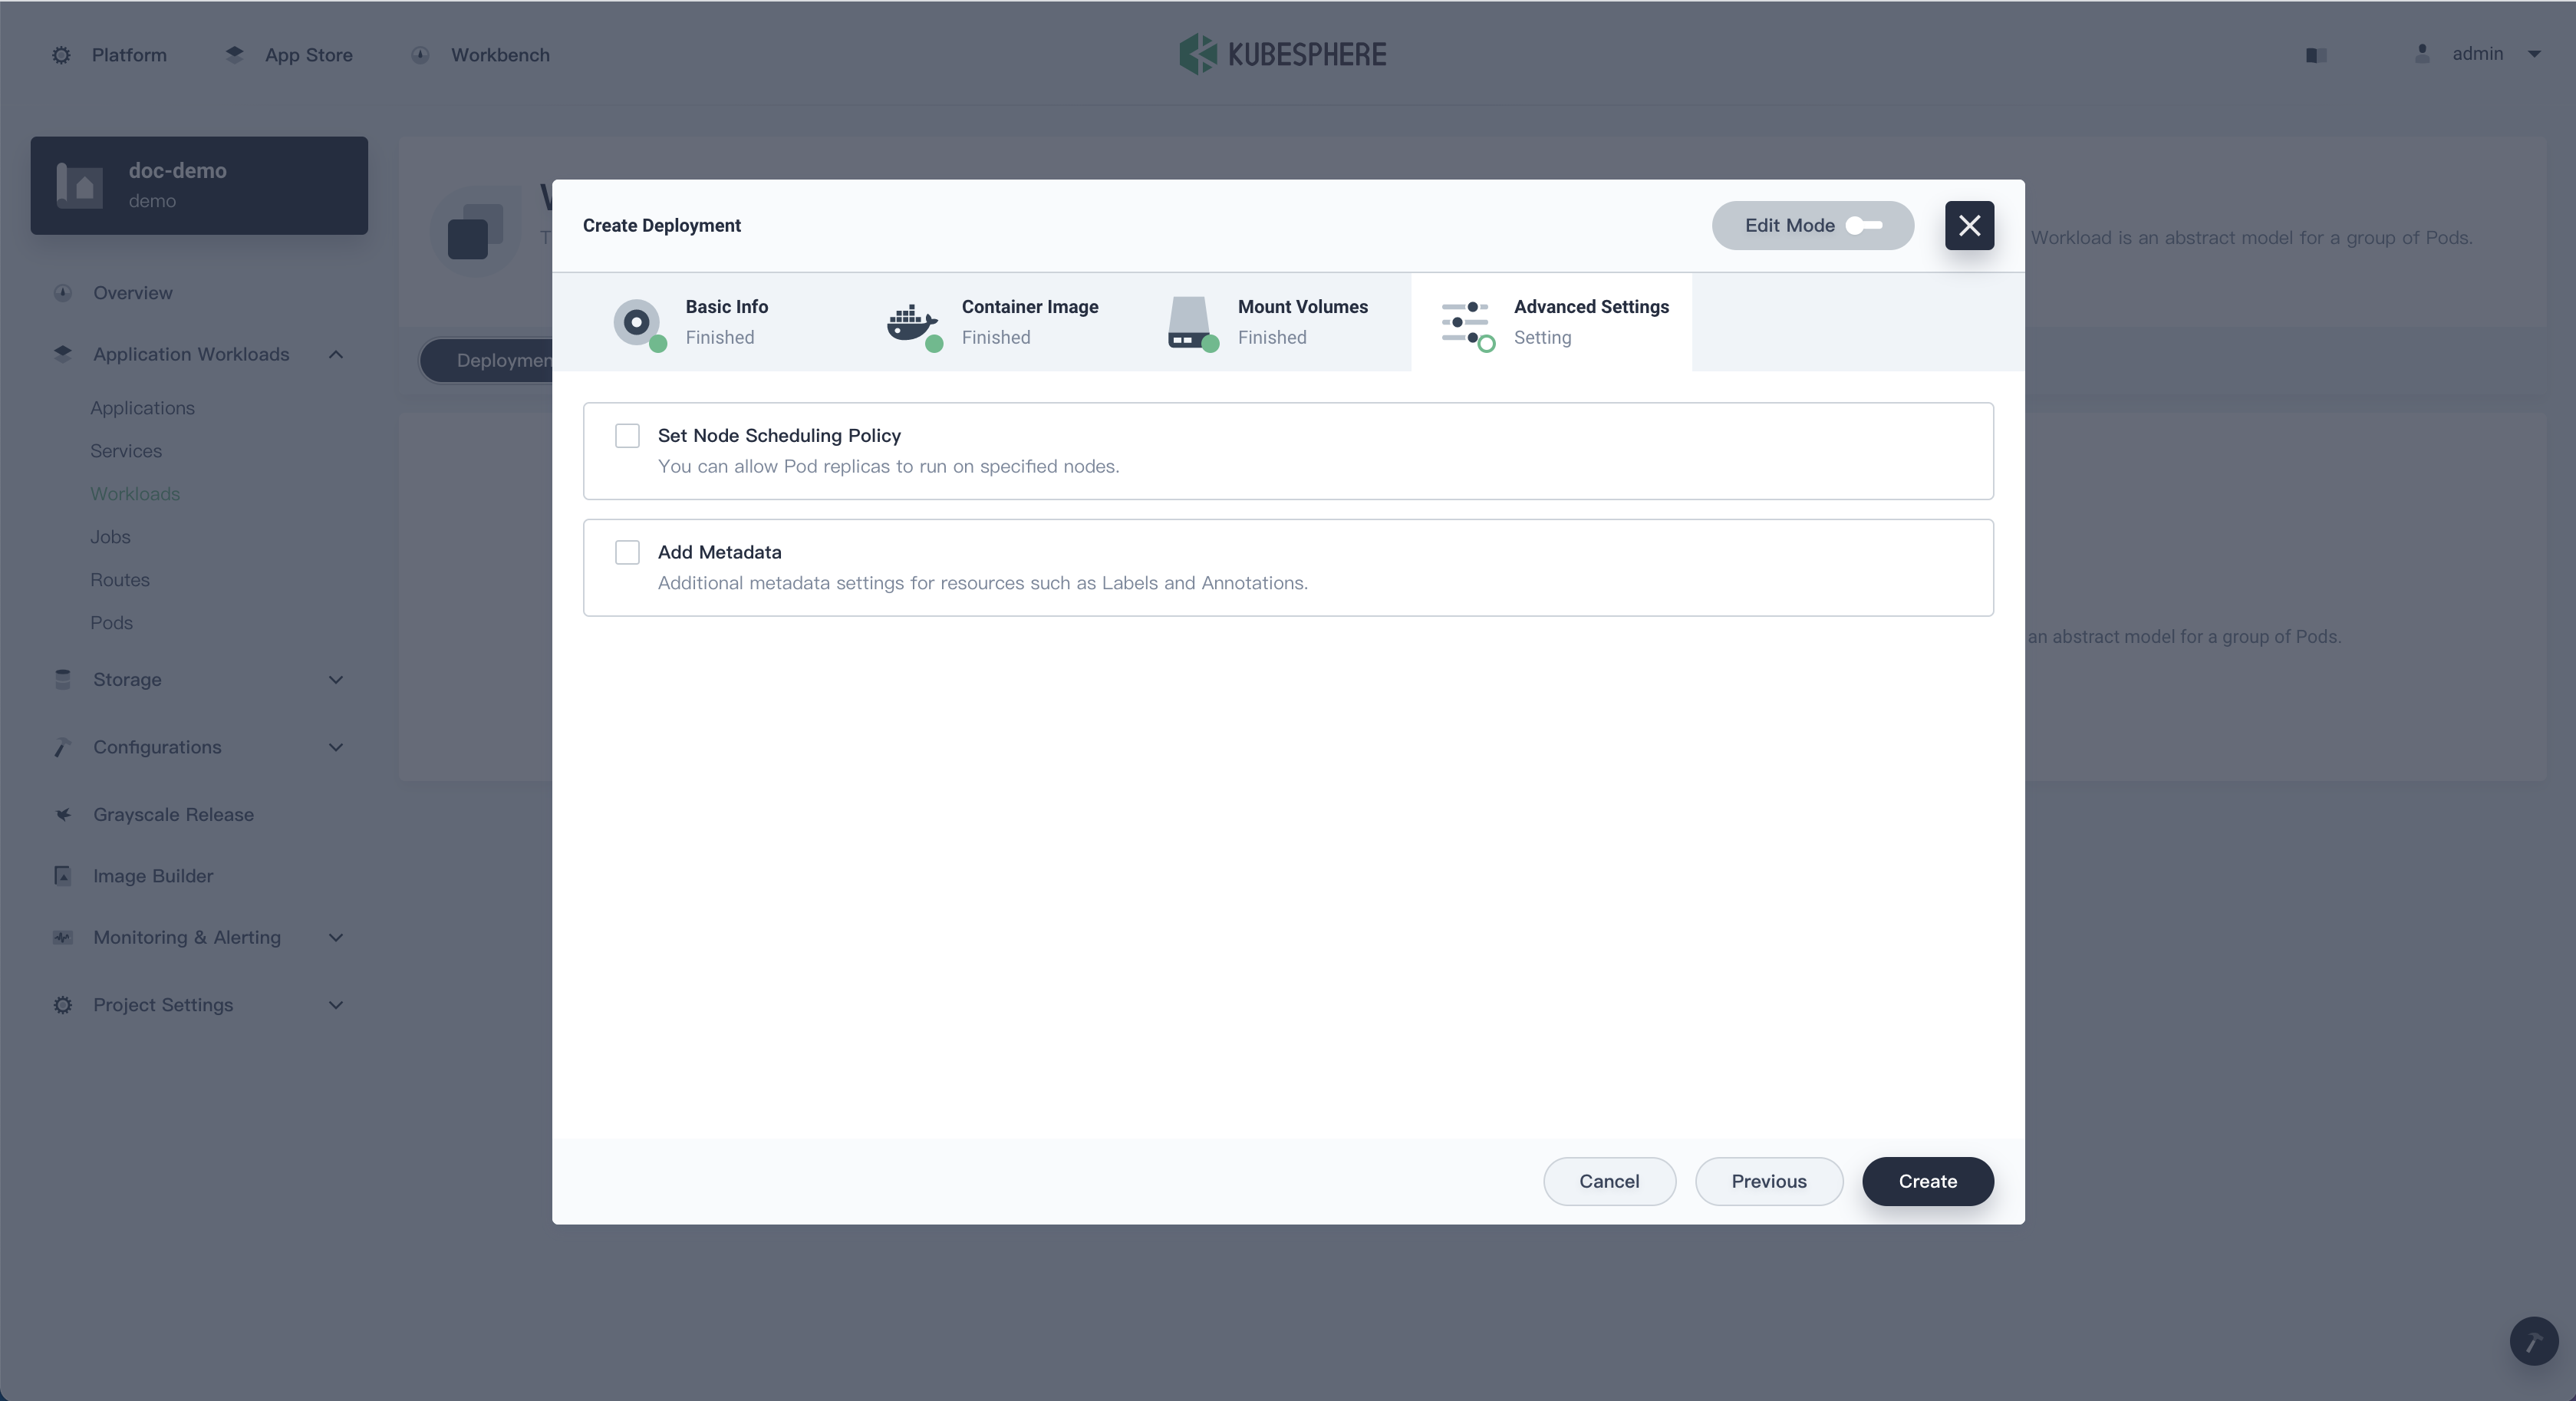 Platform
App Store
Workbench
KUBESPHERE
admin
doc-demo
demo
Overview
Application Workloads
Applications
Services
Workloads
Jobs
Routes
Pods
Storage
Configurations
Grayscale Release
Image Builder
Monitoring & Alerting
Project Settings
Workload is an abstract model for a group of Pods.
an abstract model for a group of Pods.
Create Deployment
Edit Mode
Basic Info
Finished
Container Image
Finished
Mount Volumes
Finished
Advanced Settings
Setting
Set Node Scheduling Policy
You can allow Pod replicas to run on specified nodes.
Add Metadata
Additional metadata settings for resources such as Labels and Annotations.
Cancel
Previous
Create